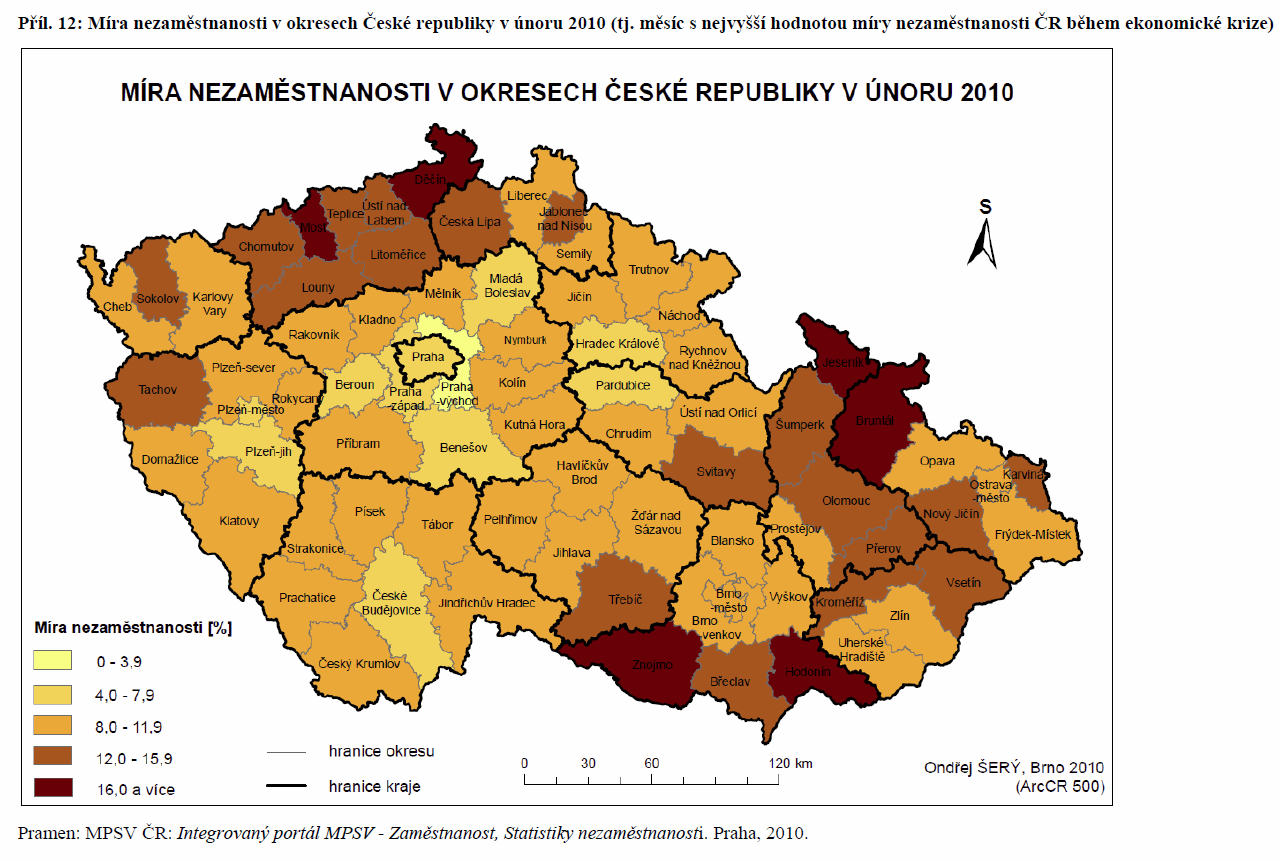 Příl. 12: Míra nezaměstnanosti v okresech České republiky v únoru 2010 (tj. měsíc s nejvyšší hodnotou míry nezaměstnanosti ČR během ekonomické krize)
MÍRA NEZAMĚSTNANOSTI V OKRESECH ČESKÉ REPUBLIKY V ÚNORU 2010
S
Děčín
Liberec
Most
Teplice
Ústí nad
Labem
Česká Lípa
Jablonec
nad Nisou
Chomutov
Litoměřice
Semily
Trutnov
Louny
Mladá
Boleslav
Mělník
Jičín
Cheb
Sokolov
Karlovy
Vary
Náchod
Kladno
Rakovník
Nymburk
Hradec Králové
Rychnov
nad Kněžnou
Praha
Jeseník
Plzeň-sever
Tachov
Beroun
Praha
-západ
Praha
-východ
Kolín
Pardubice
Rokycany
Plzeň-město
Ústí nad Orlicí
Bruntál
Kutná Hora
Chrudim
Šumperk
Příbram
Benešov
Plzeň-jih
Domažlice
Opava
Karviná
Ostrava
-město
Havlíčkův
Brod
Svitavy
Olomouc
Nový Jičín
Frýdek-Místek
Klatovy
Písek
Tábor
Pelhřimov
Žďár nad
Sázavou
Prostějov
Blansko
Přerov
Strakonice
Jihlava
Vsetín
Prachatice
České
Budějovice
Jindřichův Hradec
Třebíč
Brno
-město
Vyškov
Kroměříž
Zlín
Brno
-venkov
Uherské
Hradiště
Český Krumlov
Znojmo
Břeclav
Hodonín
Míra nezaměstnanosti [%]
0 - 3,9
4,0 - 7,9
8,0 - 11,9
12,0 - 15,9
16,0 a více
hranice okresu
hranice kraje
0 30 60 120 km
Ondřej ŠERÝ, Brno 2010
(ArcCR 500)
Pramen: MPSV ČR: Integrovaný portál MPSV - Zaměstnanost, Statistiky nezaměstnanosti. Praha, 2010.